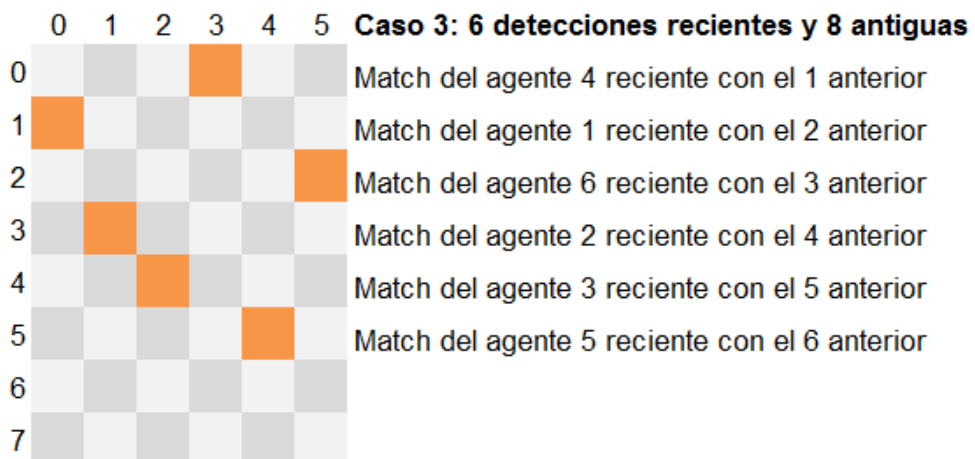 0 1 2 3 4 5 Caso 3: 6 detecciones recientes y 8 antiguas
0 Match del agente 4 reciente con el 1 anterior
1 Match del agente 1 reciente con el 2 anterior
2 Match del agente 6 reciente con el 3 anterior
3 Match del agente 2 reciente con el 4 anterior
4 Match del agente 3 reciente con el 5 anterior
5 Match del agente 5 reciente con el 6 anterior
6
7